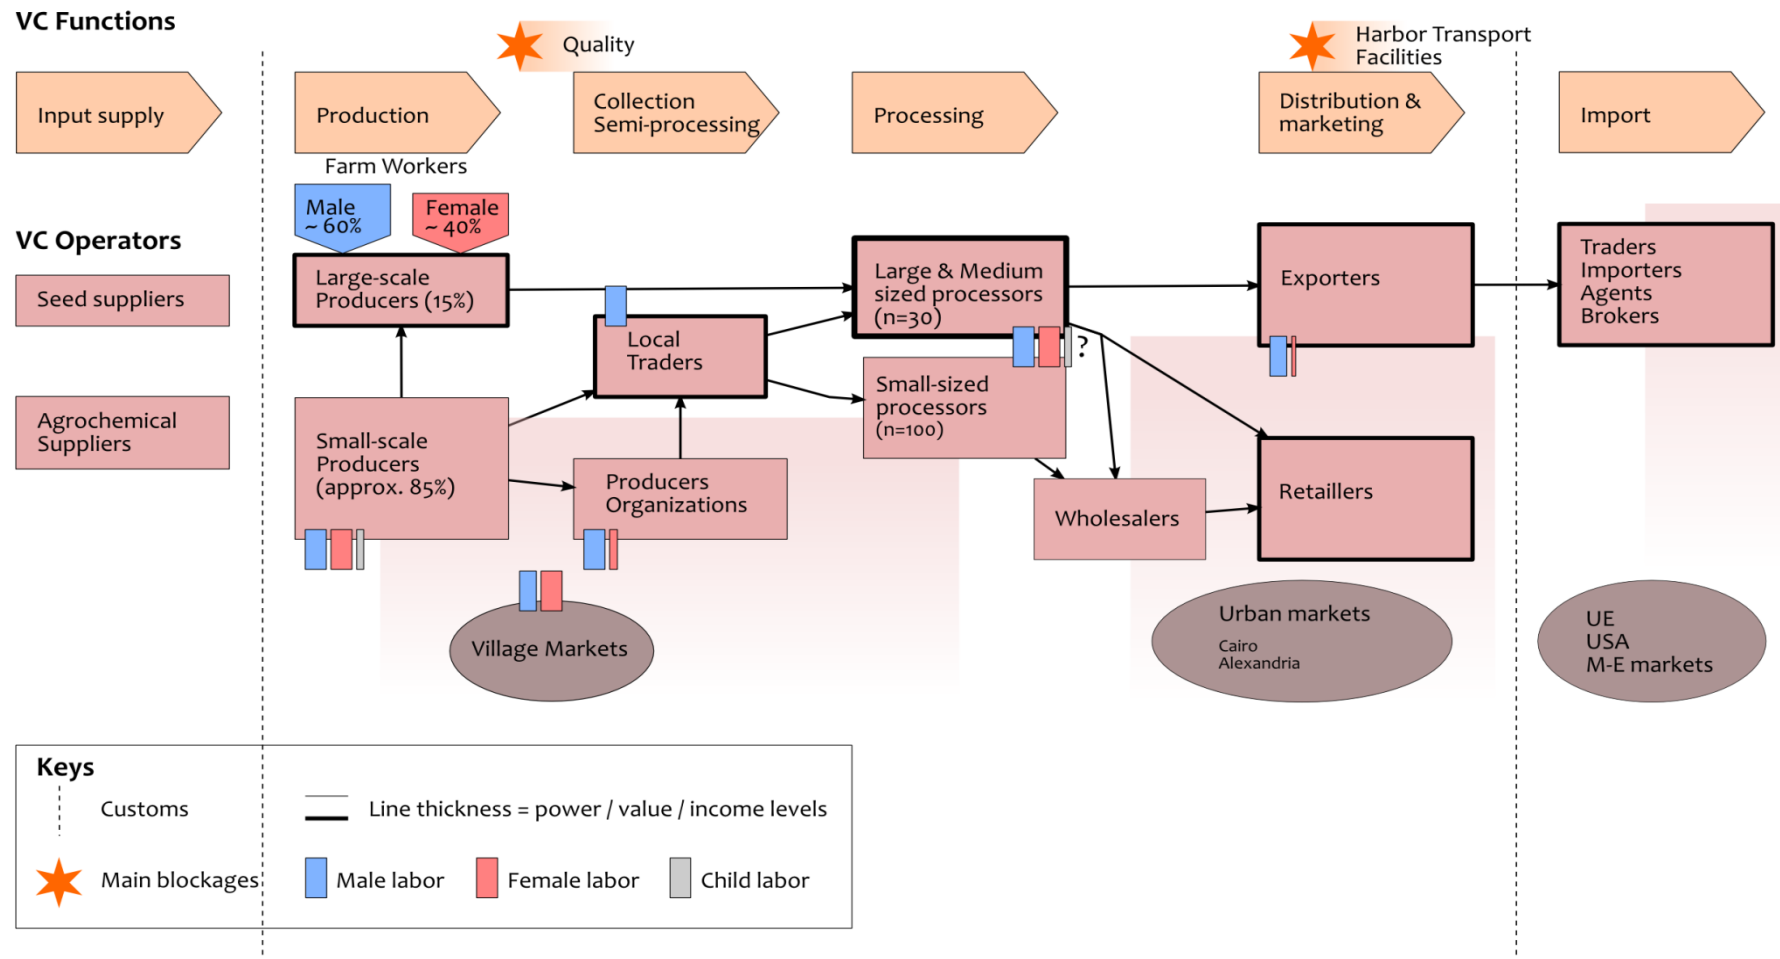 VC Functions
Quality
Harbor Transport
Facilities
Input supply
Production
Collection
Semi-processing
Processing
Distribution &
marketing
Import
Farm Workers
Male
~ 60%
Female
~ 40%
VC Operators
Seed suppliers
Large-scale
Producers (15%)
Large & Medium
sized processors
(n=30)
Exporters
Traders
Importers
Agents
Brokers
Local
Traders
?
Agrochemical
Suppliers
Small-scale
Producers
(approx. 85%)
Small-sized
processors
(n=100)
Producers
Organizations
Wholesalers
Retaillers
Village Markets
Urban markets
Cairo
Alexandria
UE
USA
M-E markets
Keys
Customs
Line thickness = power / value / income levels
Main blockages
Male labor
Female labor
Child labor